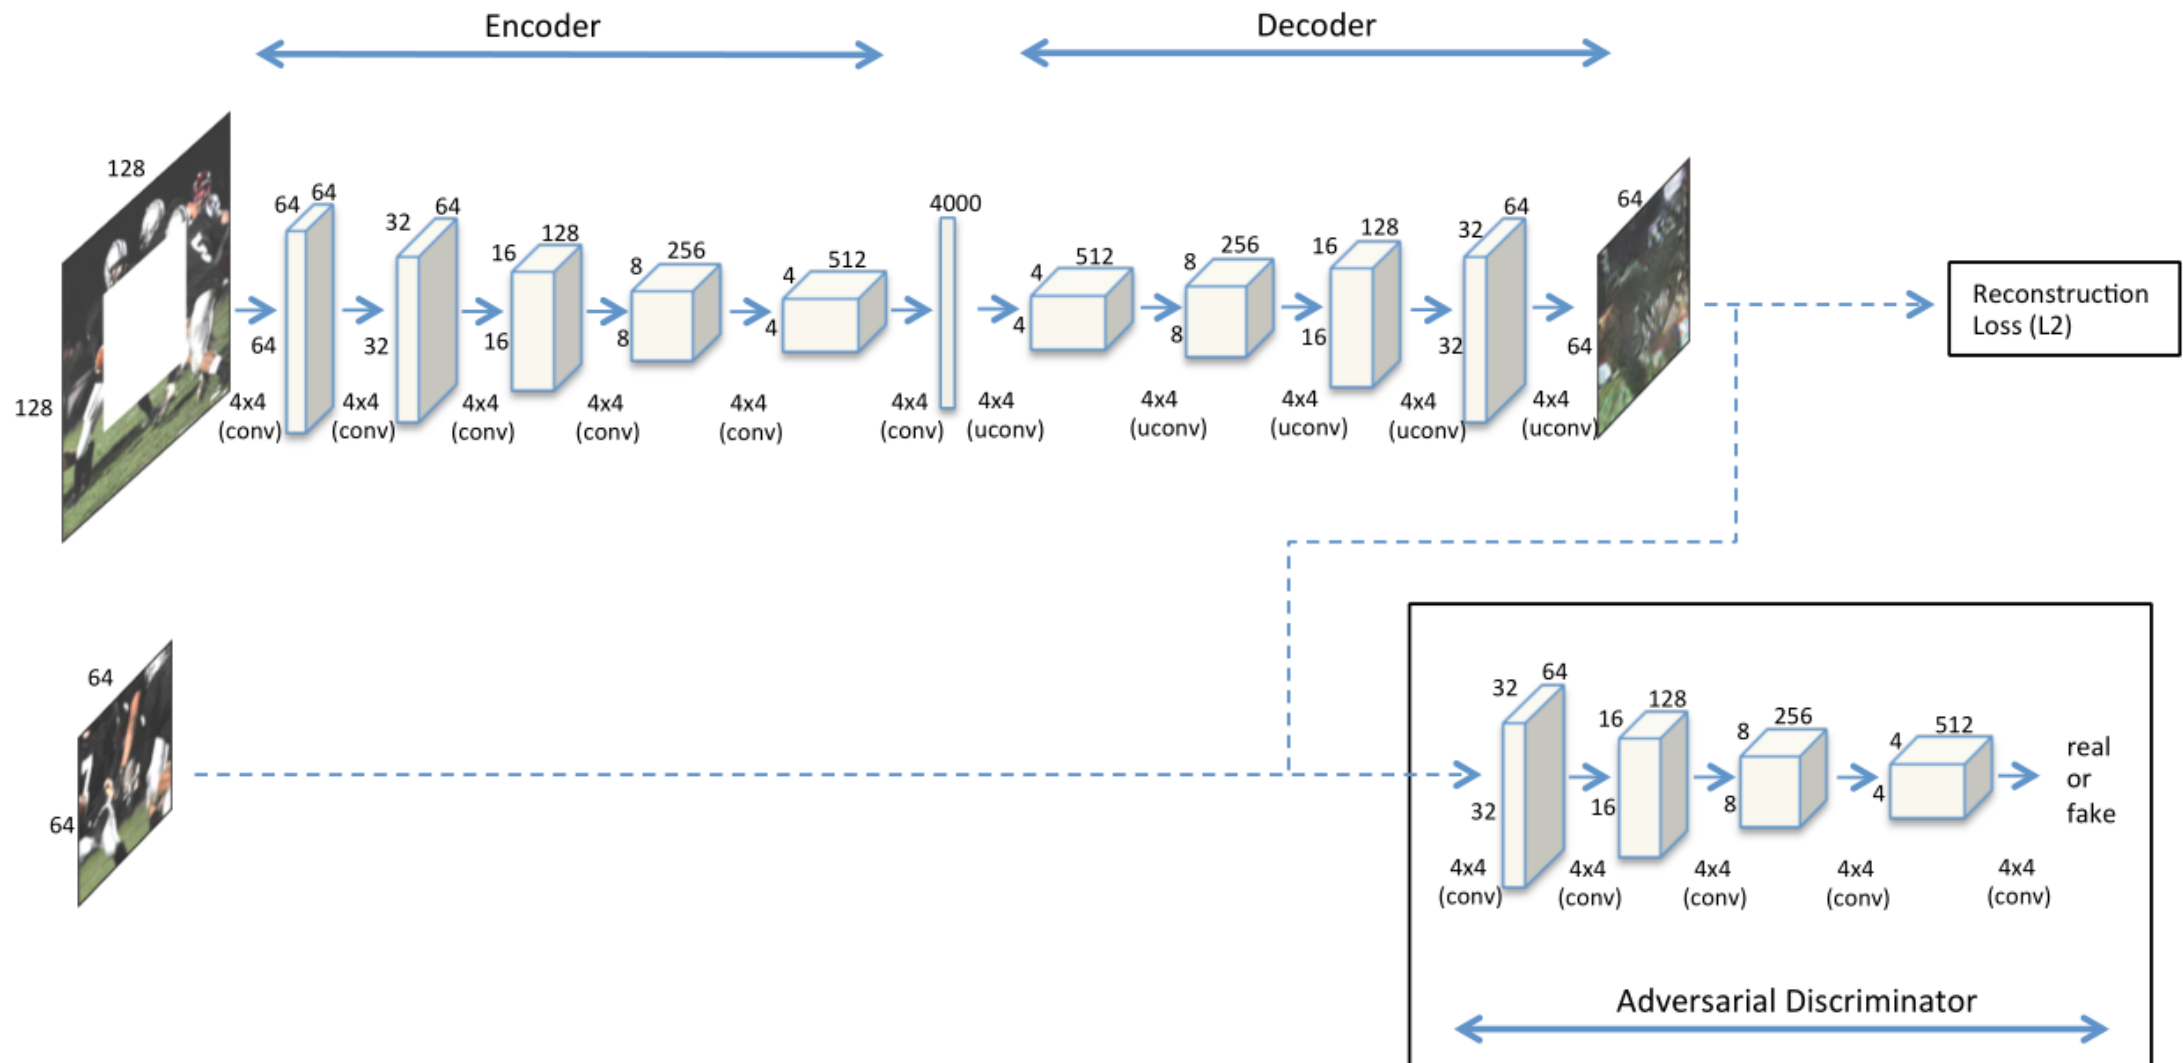 Encoder
Decoder
128
128
64
64
64
32
64
32
16
128
16
8
256
8
4
512
4
4000
4
512
4
8
256
8
16
128
16
32
64
32
64
64
4x4
(conv)
4x4
(conv)
4x4
(conv)
4x4
(conv)
4x4
(conv)
4x4
(conv)
4x4
(uconv)
4x4
(uconv)
4x4
(uconv)
4x4
(uconv)
4x4
(uconv)
Reconstruction
Loss (L2)
64
64
32
64
32
16
128
16
8
256
8
4
512
4
real
or
fake
4x4
(conv)
4x4
(conv)
4x4
(conv)
4x4
(conv)
4x4
(conv)
Adversarial Discriminator
5
7